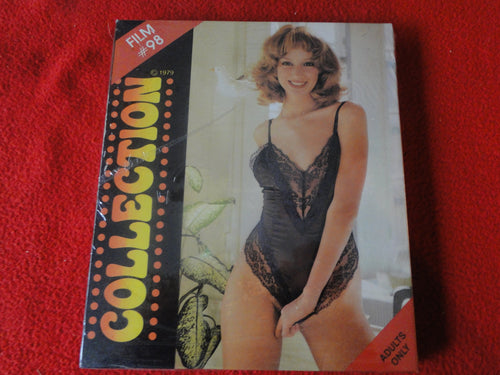 FILM
#98
© 1979
COLLECTION
ADULTS
ONLY